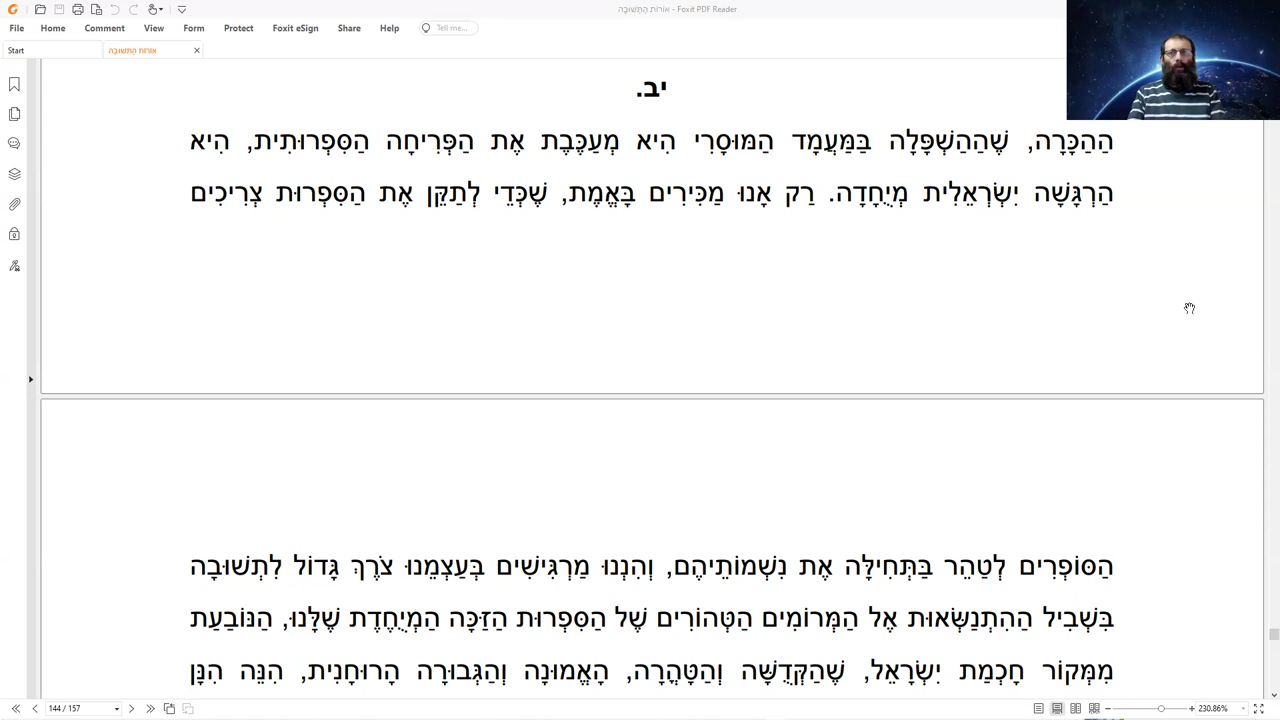 אורות התשובה - Foxit PDF Reader
File Home Comment View Form Protect Foxit eSign Share Help Tell me...
Start אורות התשובה
יב.
הַהַכָּרָה, שֶׁהַהַשְׁפָּלָה בַּמַּעֲמָד הַמּוּסָרִי הִיא מְעַכֶּבֶת אֶת הַפְּרִיחָה הַסִּפְרוּתִית, הִיא
הַרְגָּשָׁה יִשְׂרְאֵלִית מְיֻחָדָה. רַק אָנוּ מַכִּירִים בָּאֱמֶת, שֶׁכְּדֵי לְתַקֵּן אֶת הַסִּפְרוּת צְרִיכִים
הַסּוֹפְרִים לְטַהֵר בַּתְּחִילָּה אֶת נִשְׁמוֹתֵיהֶם, וְהִנְנוּ מַרְגִּישִׁים בְּעַצְמֵנוּ צֹרֶךְ גָּדוֹל לִתְשׁוּבָה
בִּשְׁבִיל הַהִתְנַשְּׂאוּת אֶל הַמְּרוֹמִים הַטְּהוֹרִים שֶׁל הַסִּפְרוּת הַזַּכָּה הַמְיֻחֶדֶת שֶׁלָּנוּ, הַנּוֹבַעַת
מִמְּקוֹר חָכְמַת יִשְׂרָאֵל, שֶׁהַקְּדֻשָּׁה וְהַטָּהֳרָה, הָאֱמוּנָה וְהַגְּבוּרָה הָרוּחָנִית, הִנֵּה הִנָּן
144 / 157 230.86%